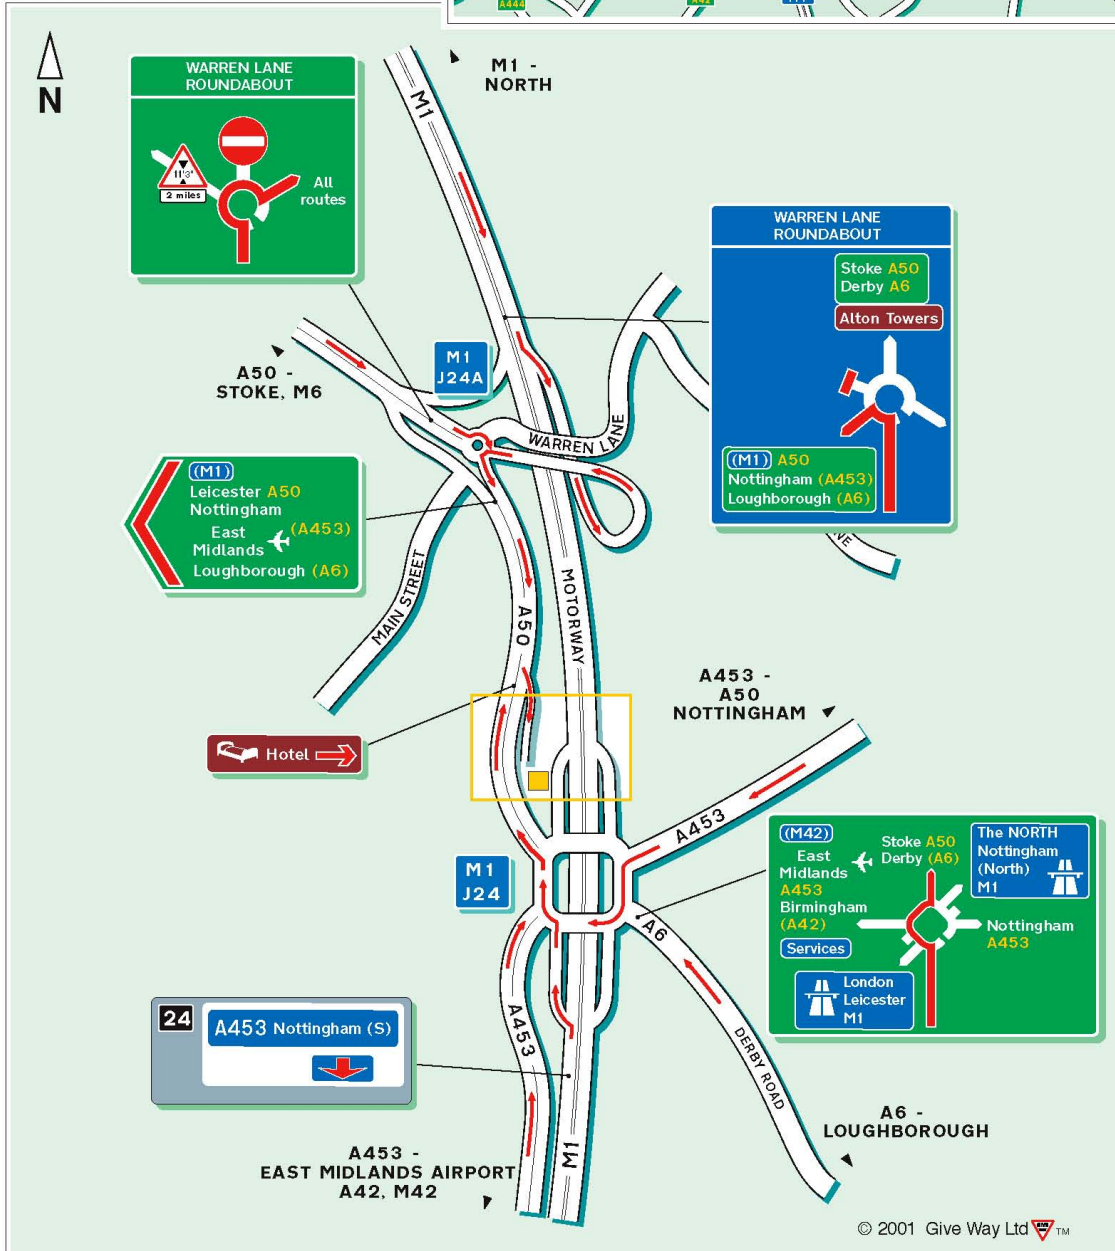 A444
A42
N
M1 -
NORTH
WARREN LANE
ROUNDABOUT
11'3"
2 miles
All
routes
M1
WARREN LANE
ROUNDABOUT
Stoke A50
Derby A6
Alton Towers
(M1) A50
Nottingham (A453)
Loughborough (A6)
A50 -
STOKE, M6
M1
J24A
WARREN LANE
(M1)
Leicester A50
Nottingham
East
Midlands
(A453)
Loughborough (A6)
MAIN STREET
A50
MOTORWAY
A453 -
A50
NOTTINGHAM
Hotel
A453
M1
J24
A6
(M42)
East
Midlands
A453
Birmingham
(A42)
Services
Stoke A50
Derby (A6)
The NORTH
Nottingham
(North)
M1
Nottingham
A453
London
Leicester
M1
24
A453 Nottingham (S)
A453
M1
DERBY ROAD
A6 -
LOUGHBOROUGH
A453 -
EAST MIDLANDS AIRPORT
A42, M42
© 2001 Give Way Ltd GIVE WAY TM